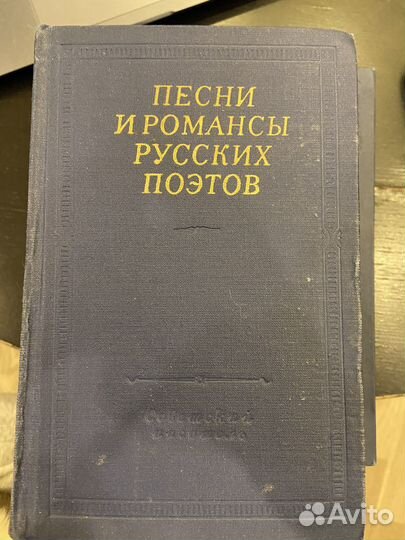 ПЕСНИ
И РОМАНСЫ
РУССКИХ
ПОЭТОВ
Советский
писатель
Avito